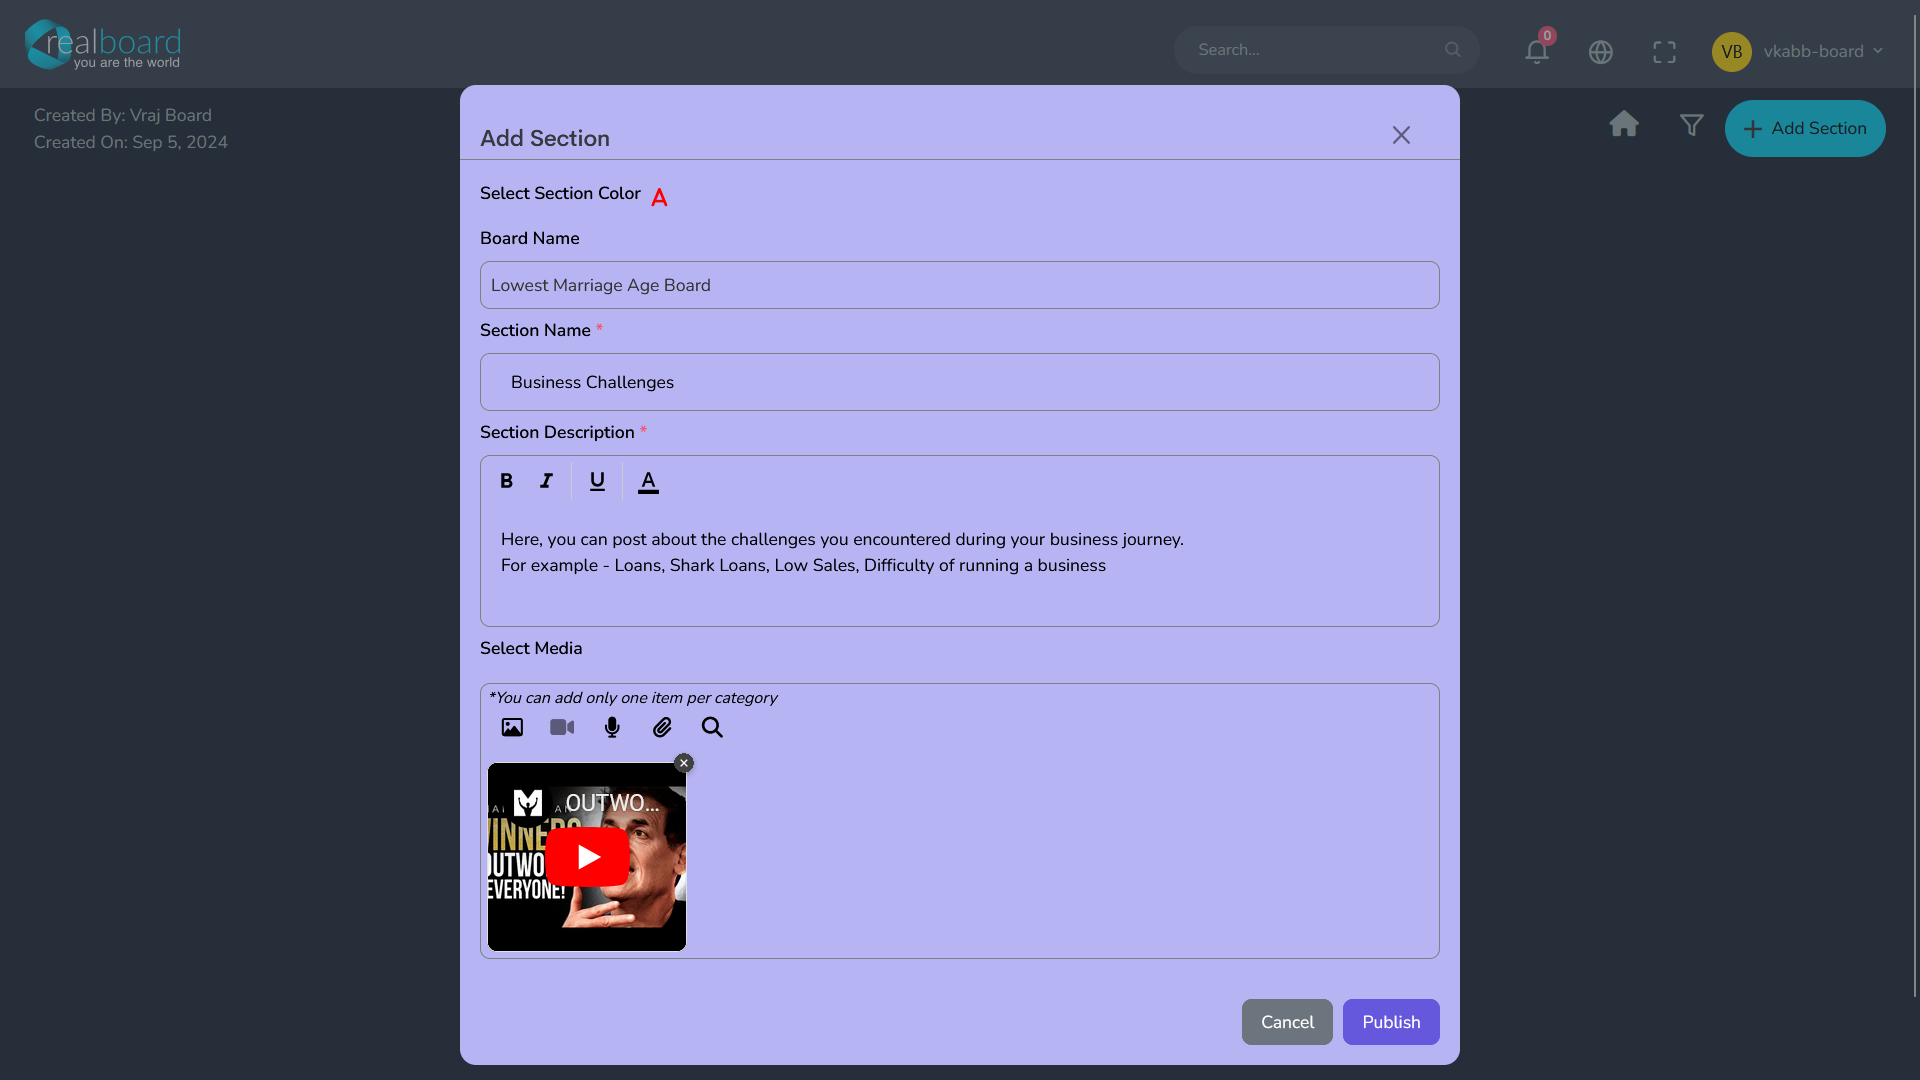 realboard
you are the world
Search...
0
VB
vkabb-board
Created By: Vraj Board
Created On: Sep 5, 2024
Add Section
Add Section
Select Section Color A
Board Name
Lowest Marriage Age Board
Section Name *
Business Challenges
Section Description *
B I U A
Here, you can post about the challenges you encountered during your business journey.
For example - Loans, Shark Loans, Low Sales, Difficulty of running a business
Select Media
*You can add only one item per category
OUTWO...
EVERYONE!
Cancel
Publish